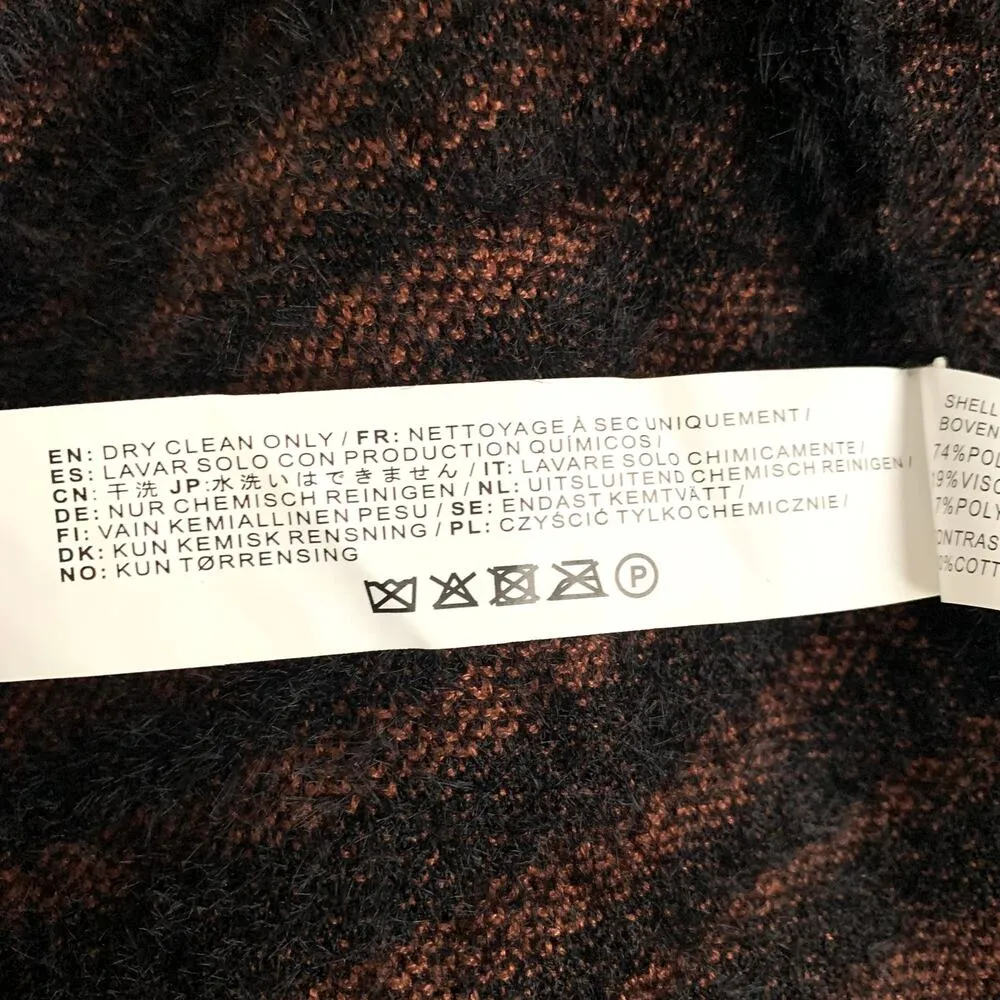 EN: DRY CLEAN ONLY / FR: NETTOYAGE À SEC UNIQUEMENT /
ES: LAVAR SOLO CON PRODUCTION QUÍMICOS /
CN: 干洗 JP:水洗いはできません / IT: LAVARE SOLO CHIMICAMENTE /
DE: NUR CHEMISCH REINIGEN / NL: UITSLUITEND CHEMISCH REINIGEN /
FI: VAIN KEMIALLINEN PESU / SE: ENDAST KEMTVÄTT /
DK: KUN KEMISK RENSNING / PL: CZYŚCIĆ TYLKO CHEMICZNIE /
NO: KUN TØRRENSING
P
SHELL
BOVEN
74%POL
9%VISC
7%POLY
ONTRAS
0%COTT